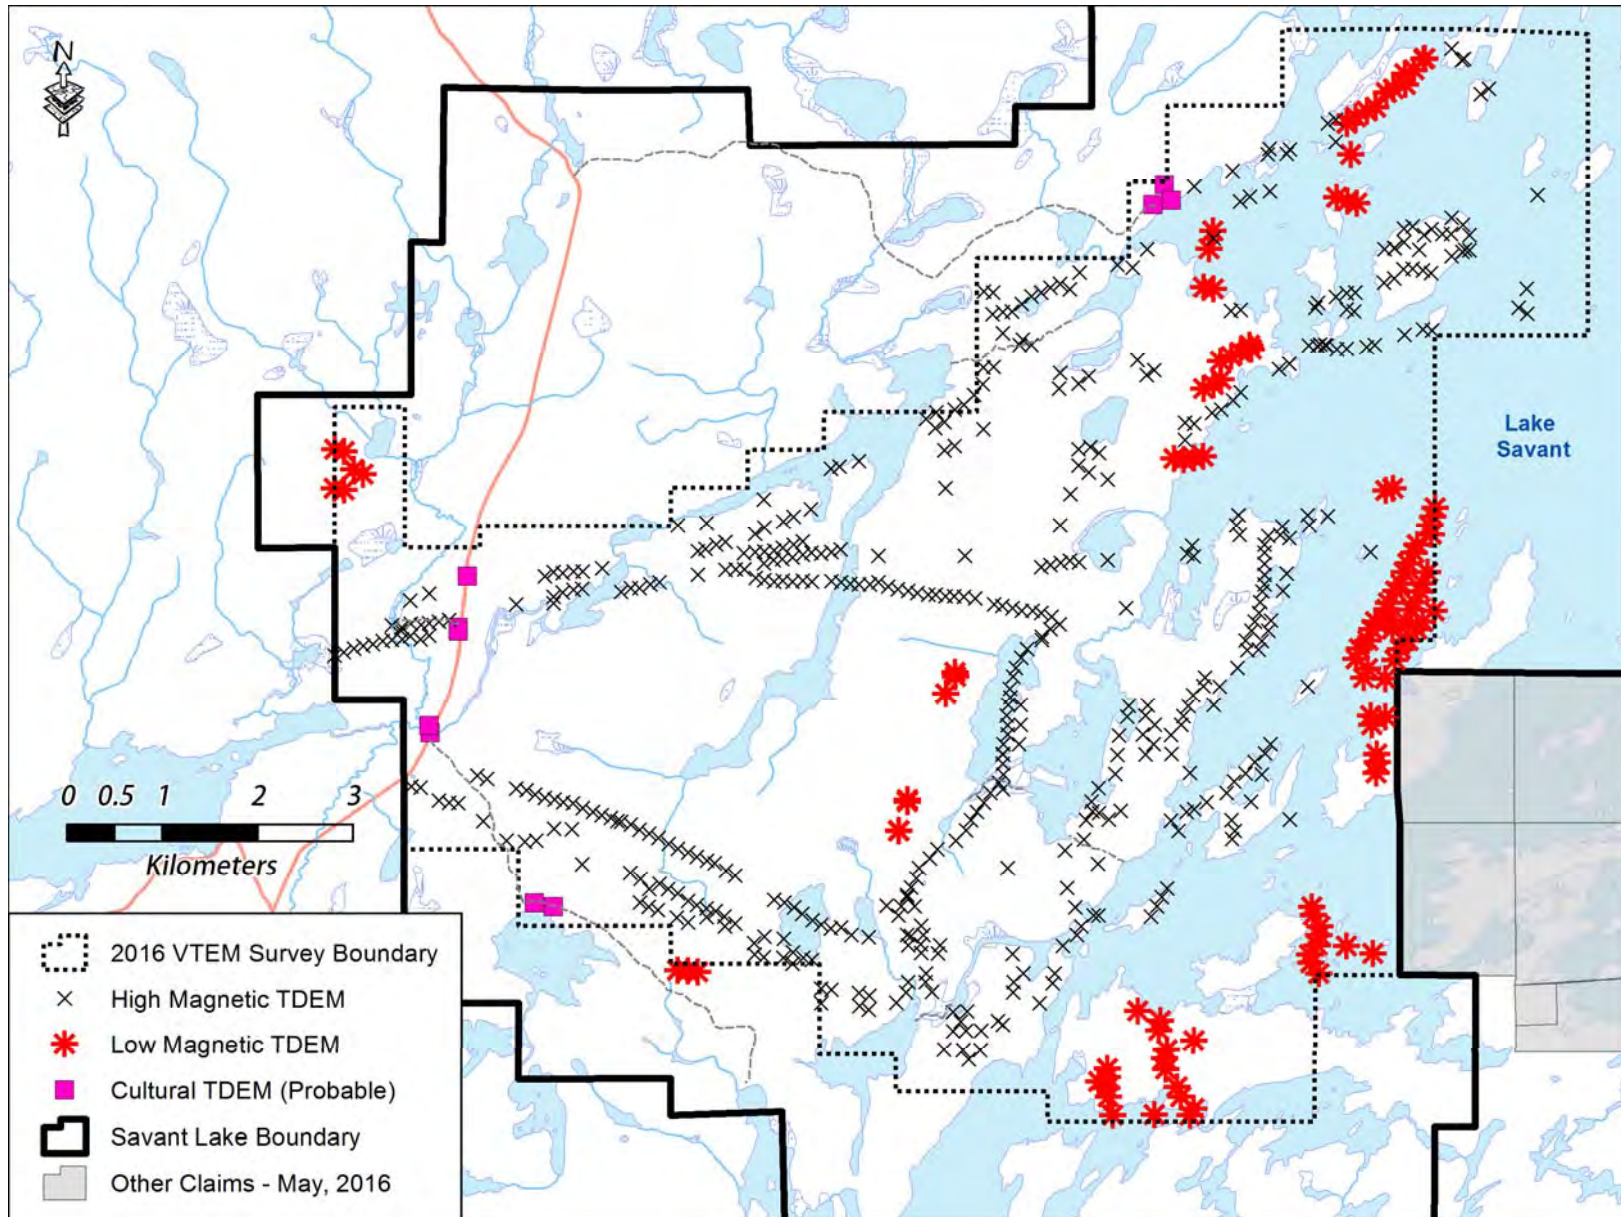 N
Lake
Savant
0 0.5 1 2 3
Kilometers
2016 VTEM Survey Boundary
High Magnetic TDEM
Low Magnetic TDEM
Cultural TDEM (Probable)
Savant Lake Boundary
Other Claims - May, 2016